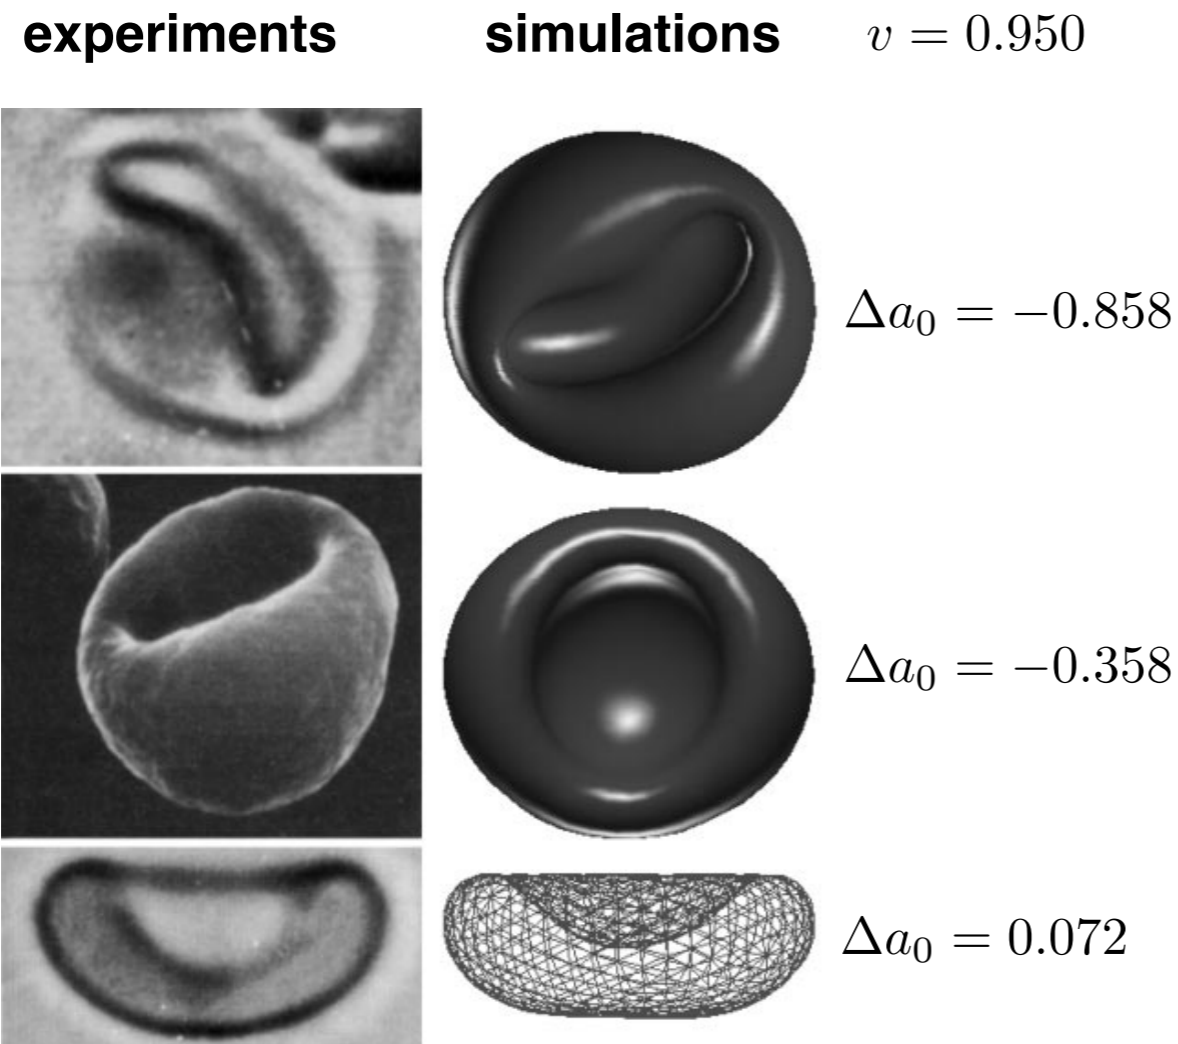 experiments simulations v = 0.950
Δa₀ = −0.858
Δa₀ = −0.358
Δa₀ = 0.072